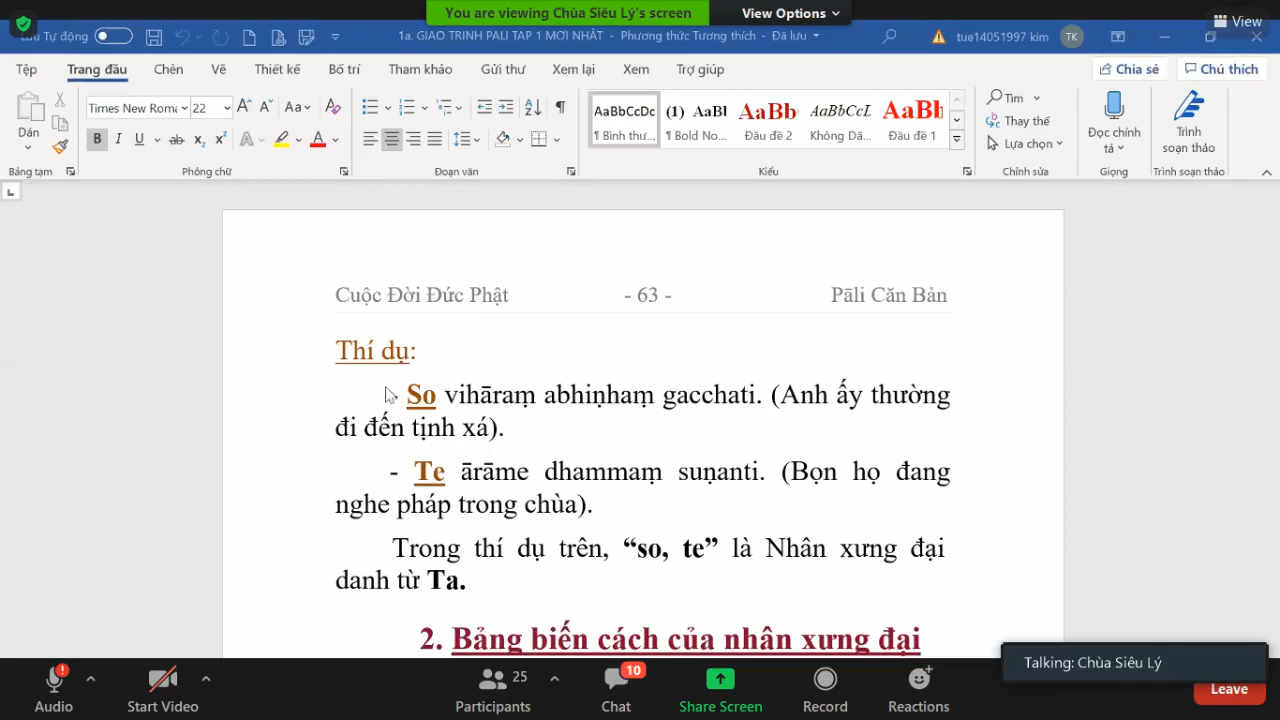 You are viewing Chùa Siêu Lý's screen
View Options
View
Lưu Tự động
1a. GIAO TRINH PALI TAP 1 MOI NHAT - Phương thức Tương thích - Đã lưu
tue14051997 kim
TK
Tệp Trang đầu Chèn Vẽ Thiết kế Bố trí Tham khảo Gửi thư Xem lại Xem Trợ giúp
Chia sẻ
Chú thích
Dán
Times New Roma
22
AaBbCcDc
¶ Bình thư...
(1) AaBl
¶ Bold No...
AaBb
Đầu đề 2
AaBbCcL
Không Dã...
AaBb
Đầu đề 1
Tìm
Thay thế
Lựa chọn
Đọc chính tả
Trình soạn thảo
Bảng tạm
Phông chữ
Đoạn văn
Kiểu
Chỉnh sửa
Giọng
Trình soạn thảo
Cuộc Đời Đức Phật - 63 - Pāli Căn Bản
Thí dụ:
So vihāraṃ abhiṇhaṃ gacchati. (Anh ấy thường
đi đến tịnh xá).
- Te ārāme dhammaṃ suṇanti. (Bọn họ đang
nghe pháp trong chùa).
Trong thí dụ trên, “so, te” là Nhân xưng đại
danh từ Ta.
2. Bảng biến cách của nhân xưng đại
Talking: Chùa Siêu Lý
Audio
Start Video
Participants
25
Chat
10
Share Screen
Record
Reactions
Leave